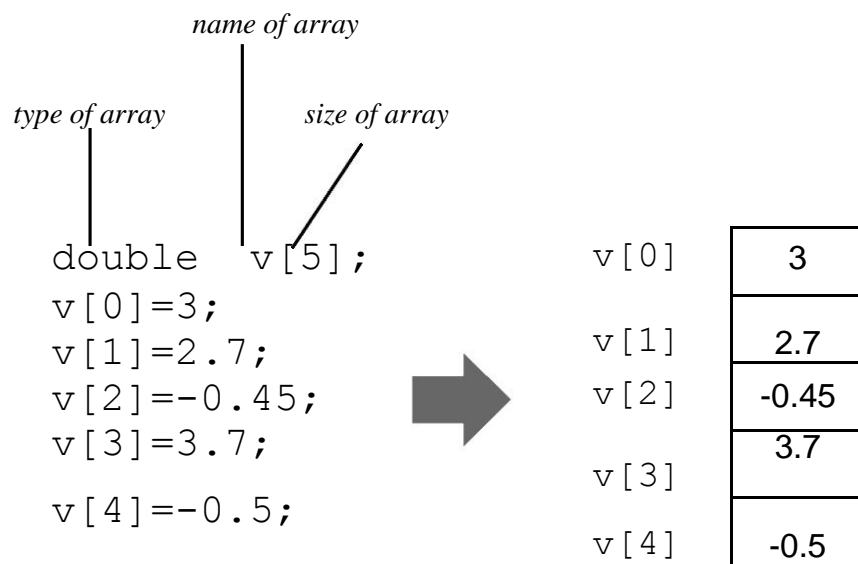 name of array
type of array size of array
double v[5];
v[0]=3;
v[1]=2.7;
v[2]=-0.45;
v[3]=3.7;
v[4]=-0.5;
v[0] 3
v[1] 2.7
v[2] -0.45
v[3] 3.7
v[4] -0.5